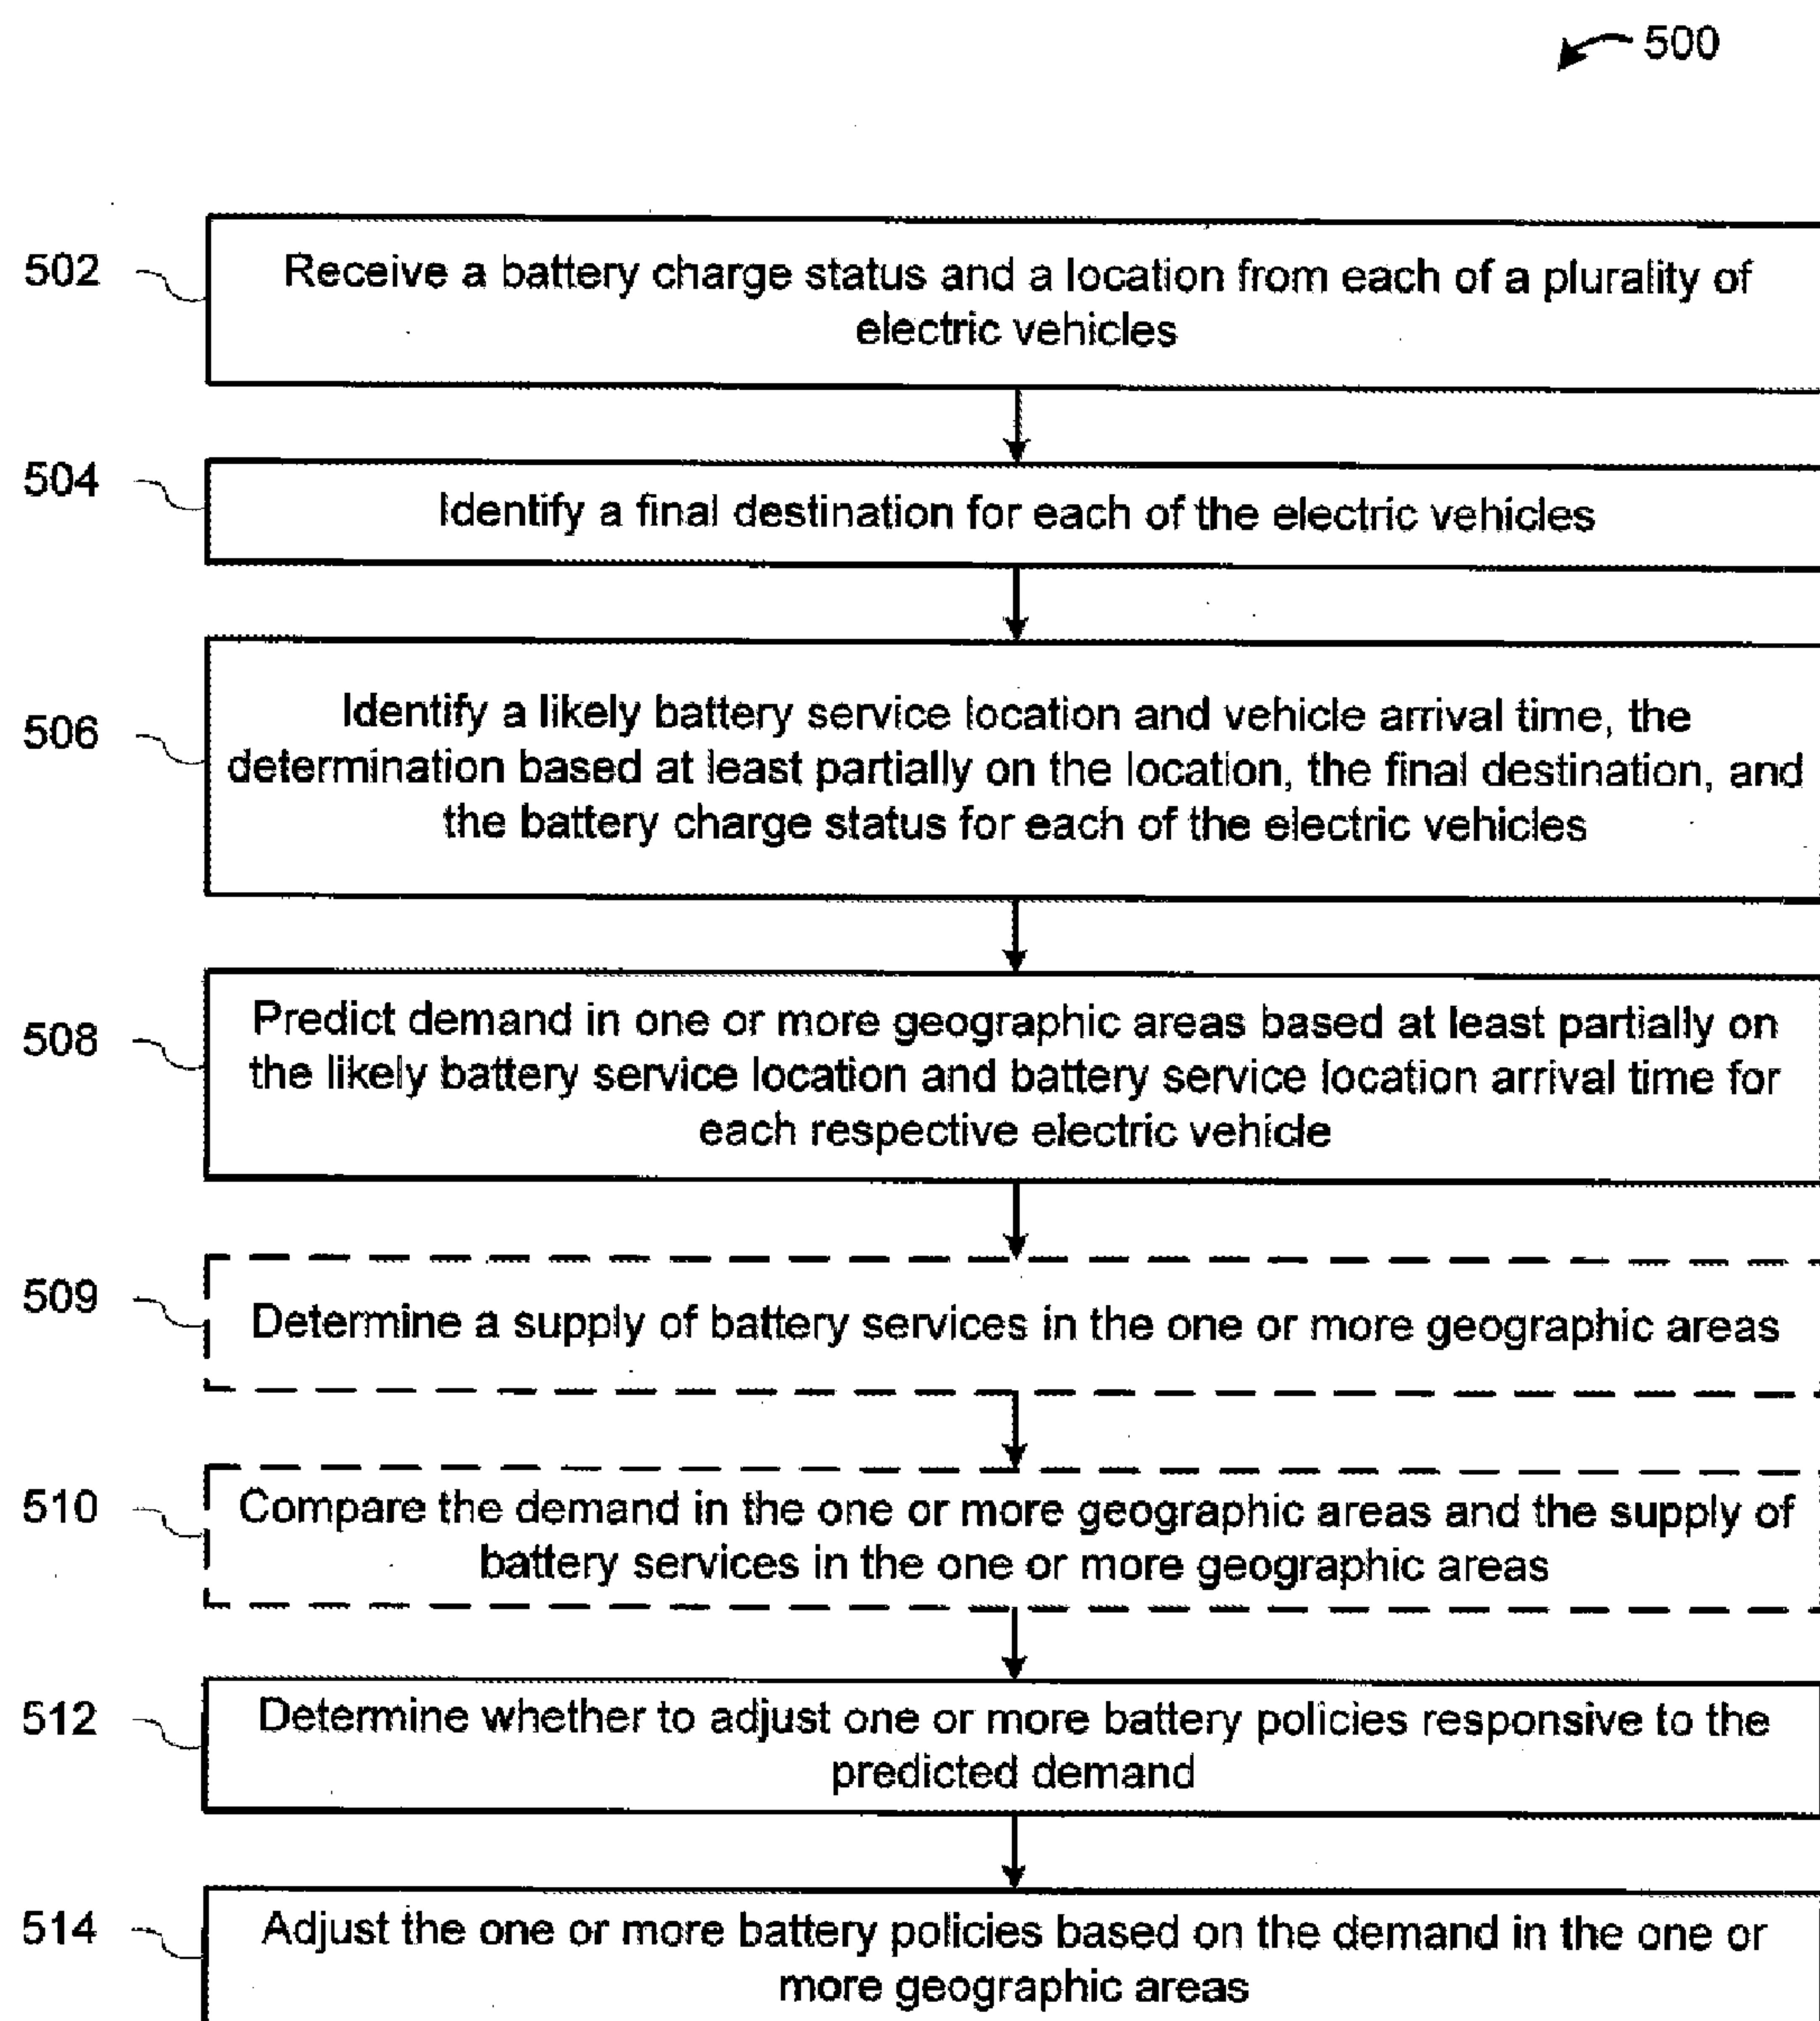 500
502
Receive a battery charge status and a location from each of a plurality of
electric vehicles
504
Identify a final destination for each of the electric vehicles
506
Identify a likely battery service location and vehicle arrival time, the
determination based at least partially on the location, the final destination, and
the battery charge status for each of the electric vehicles
508
Predict demand in one or more geographic areas based at least partially on
the likely battery service location and battery service location arrival time for
each respective electric vehicle
509
Determine a supply of battery services in the one or more geographic areas
510
Compare the demand in the one or more geographic areas and the supply of
battery services in the one or more geographic areas
512
Determine whether to adjust one or more battery policies responsive to the
predicted demand
514
Adjust the one or more battery policies based on the demand in the one or
more geographic areas